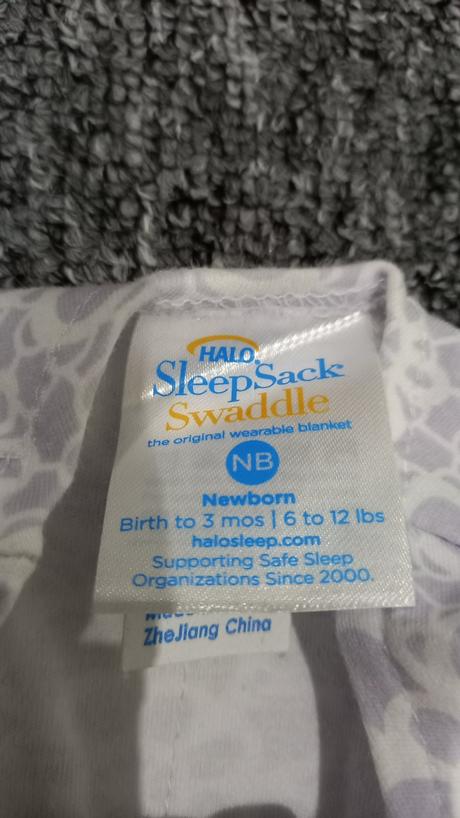 HALO®
SleepSack
Swaddle
the original wearable blanket
NB
Newborn
Birth to 3 mos | 6 to 12 lbs
halosleep.com
Supporting Safe Sleep
Organizations Since 2000.
ZheJiang China